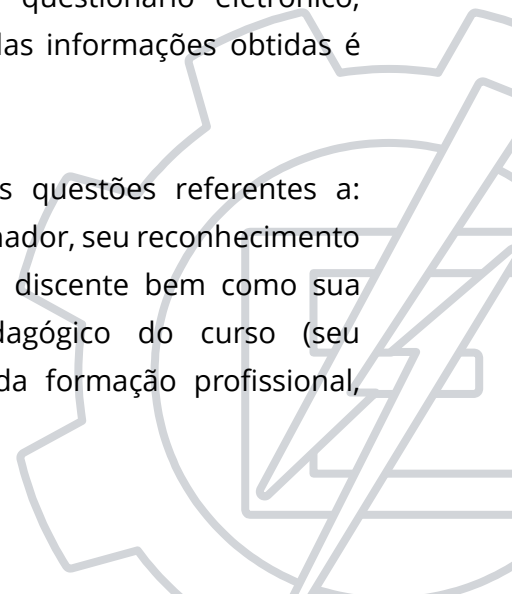 questionário eletrônico,
das informações obtidas é
s questões referentes a:
nador, seu reconhecimento
discente bem como sua
dagógico do curso (seu
da formação profissional,